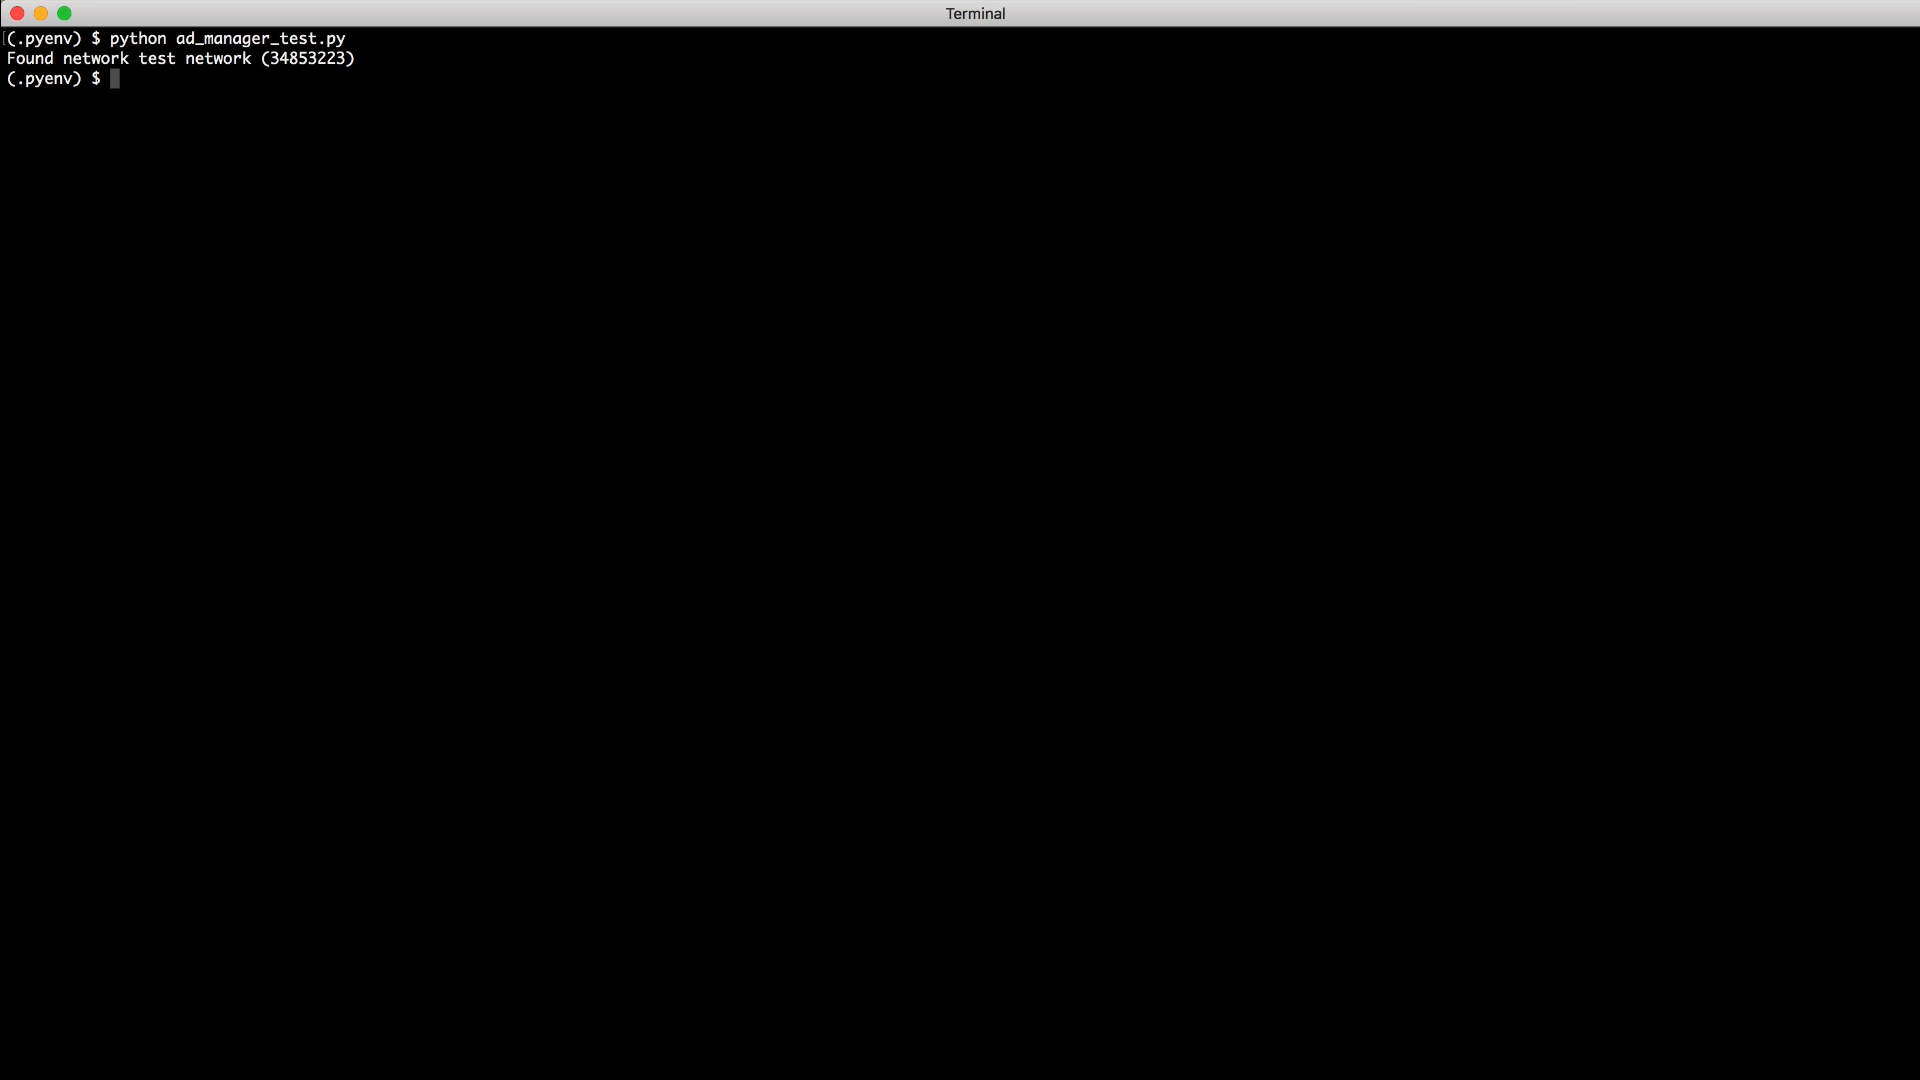 Terminal
[(.pyenv) $ python ad_manager_test.py
Found network test network (34853223)
(.pyenv) $